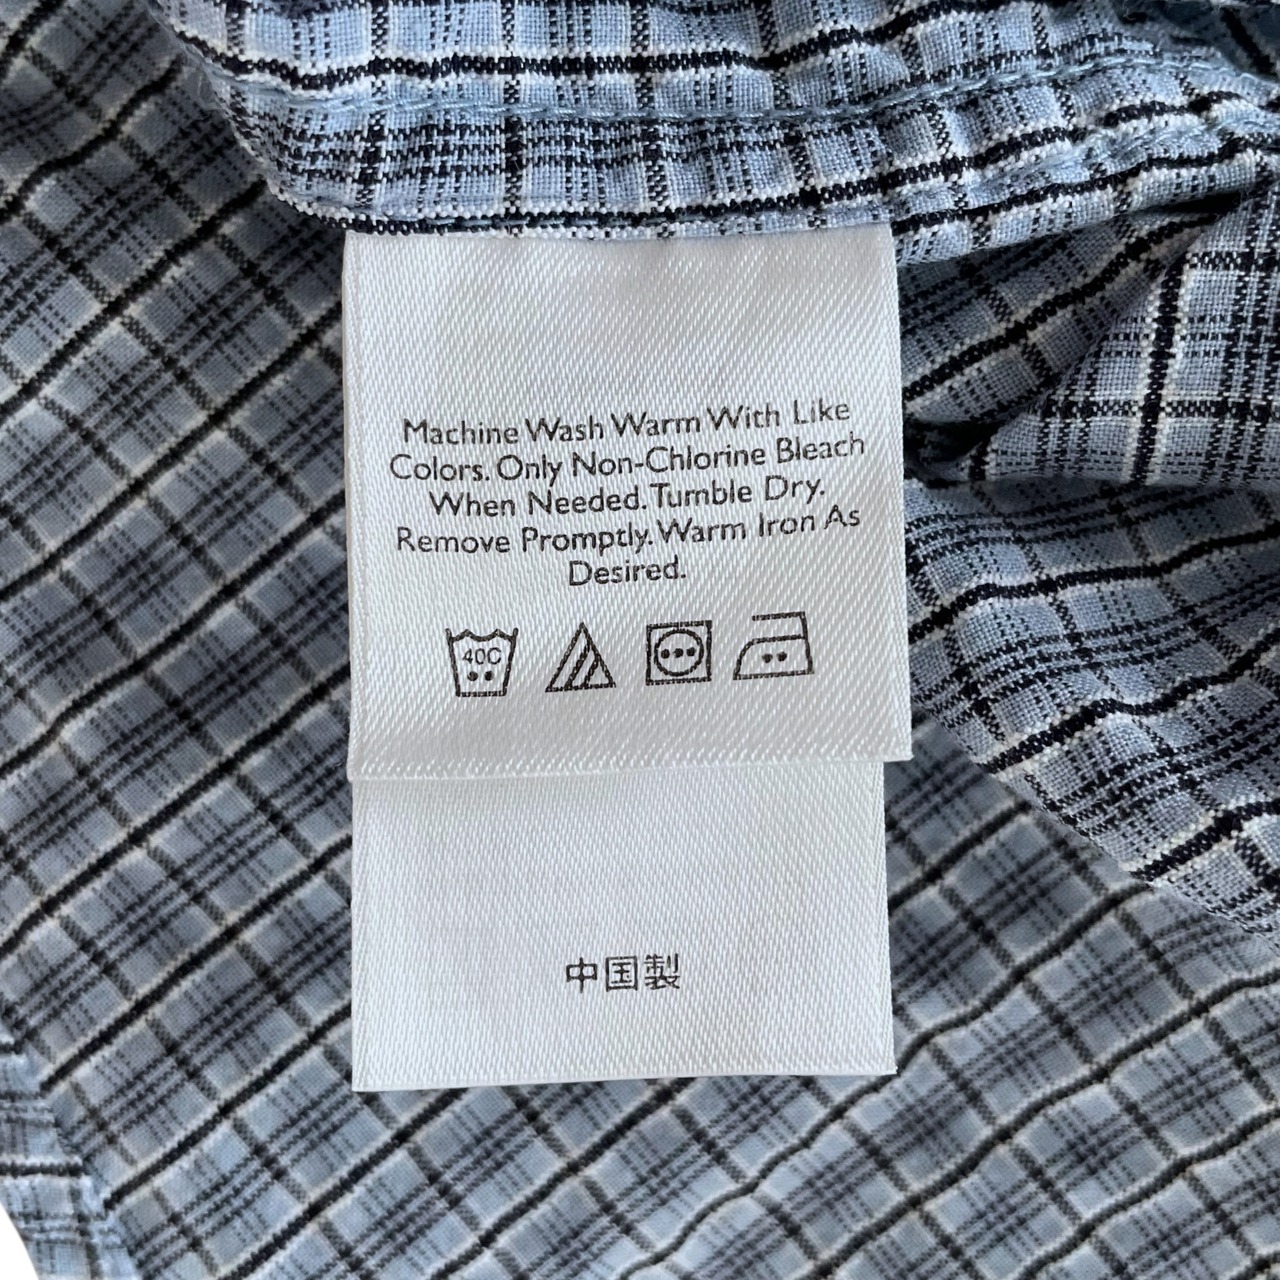 Machine Wash Warm With Like
Colors. Only Non-Chlorine Bleach
When Needed. Tumble Dry.
Remove Promptly. Warm Iron As
Desired.
40C
中国製